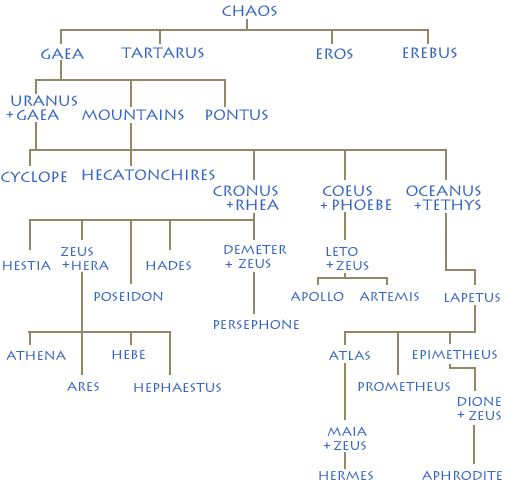 CHAOS
GAEA TARTARUS EROS EREBUS
URANUS
+GAEA MOUNTAINS PONTUS
CYCLOPE HECATONCHIRES
CRONUS COEUS OCEANUS
+RHEA + PHOEBE +TETHYS
HESTIA ZEUS HADES DEMETER LETO
+HERA + ZEUS +ZEUS
POSEIDON APOLLO ARTEMIS LAPETUS
PERSEPHONE
ATHENA HEBE ATLAS EPIMETHEUS
ARES HEPHAESTUS PROMETHEUS
DIONE
+ ZEUS
MAIA
+ZEUS
HERMES APHRODITE